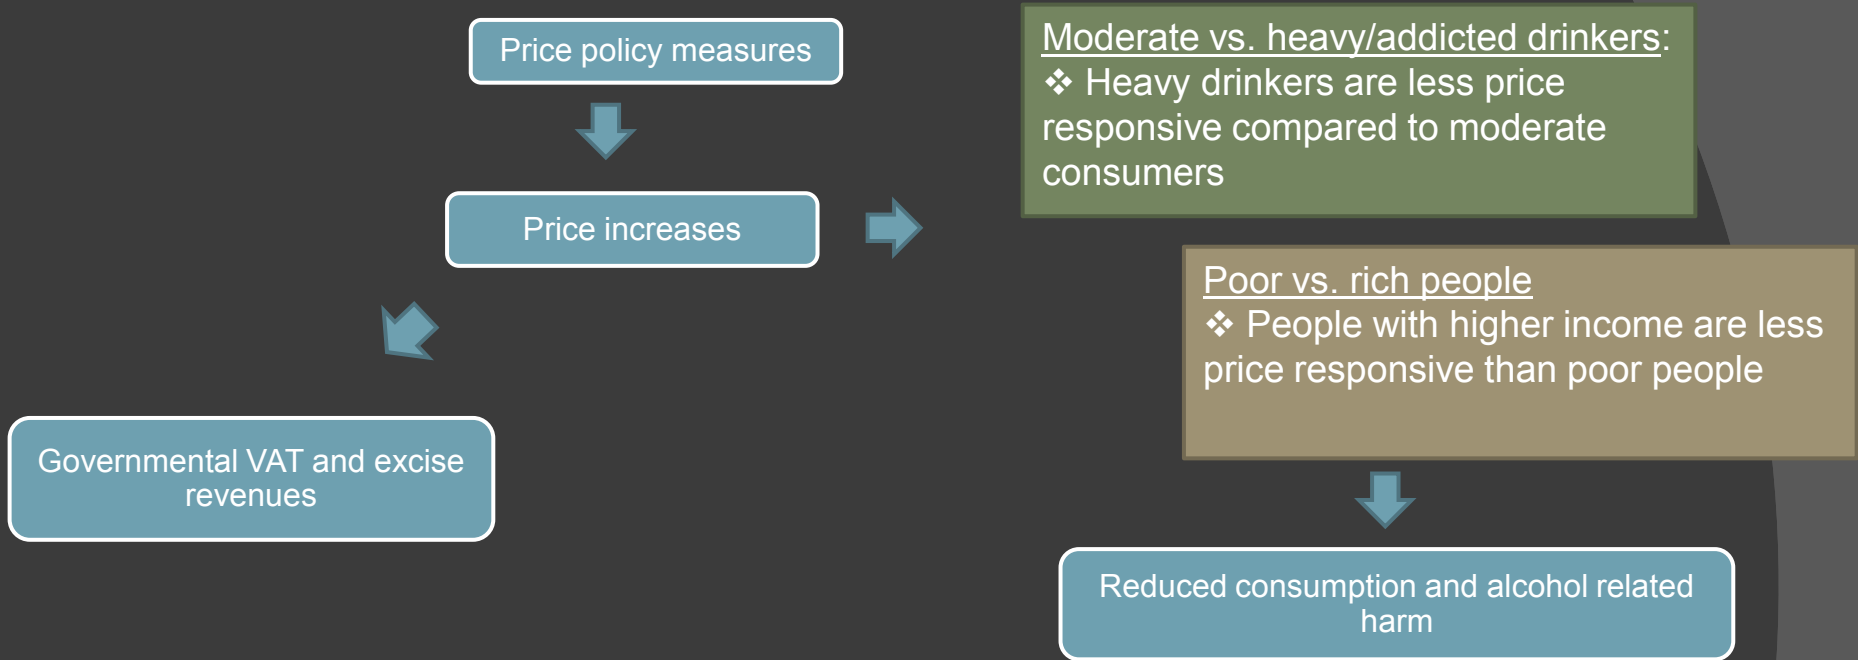 Price policy measures
Price increases
Governmental VAT and excise
revenues
Moderate vs. heavy/addicted drinkers:
❖ Heavy drinkers are less price
responsive compared to moderate
consumers
Poor vs. rich people
❖ People with higher income are less
price responsive than poor people
Reduced consumption and alcohol related
harm